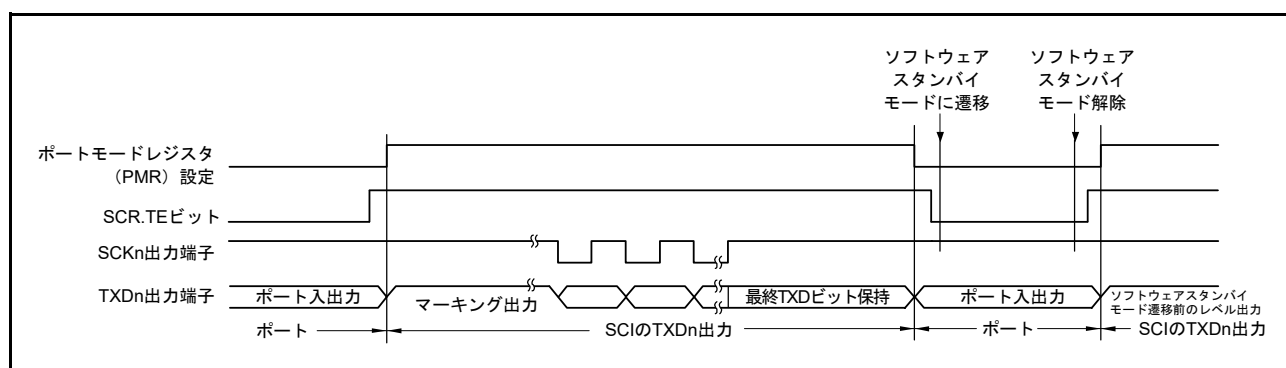 ソフトウェア
スタンバイ
モードに遷移
ソフトウェア
スタンバイ
モード解除
ポートモードレジスタ
（PMR）設定
SCR.TEビット
SCKn出力端子
TXDn出力端子
ポート入出力
マーキング出力
最終TXDビット保持
ポート入出力
ソフトウェアスタンバイ
モード遷移前のレベル出力
ポート
SCIのTXDn出力
ポート
SCIのTXDn出力